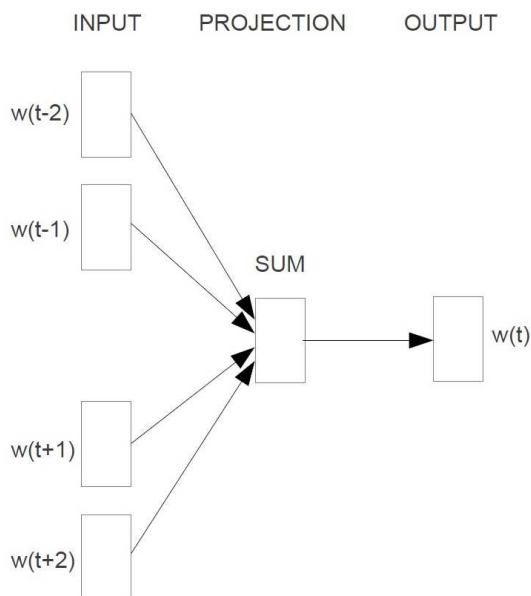 INPUT PROJECTION OUTPUT
w(t-2)
w(t-1)
SUM
w(t)
w(t+1)
w(t+2)